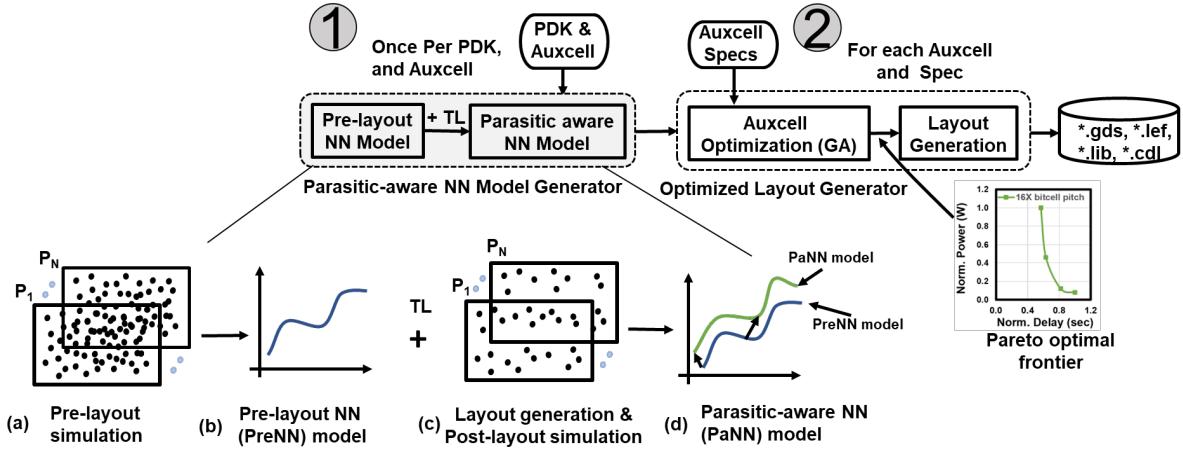 1
Once Per PDK,
and Auxcell
PDK &
Auxcell
Auxcell
Specs
2
For each Auxcell
and Spec
Pre-layout
NN Model
+ TL
Parasitic aware
NN Model
Auxcell
Optimization (GA)
Layout
Generation
*.gds, *.lef,
*.lib, *.cdl
Parasitic-aware NN Model Generator
Optimized Layout Generator
1.2
1.0
0.8
0.6
0.4
0.2
0.0
Norm. Power (W)
16X bitcell pitch
0.0
0.4
0.8
1.2
Norm. Delay (sec)
Pareto optimal
frontier
PN
P1
TL
+
PN
P1
PaNN model
PreNN model
(a)
Pre-layout
simulation
(b)
Pre-layout NN
(PreNN) model
(c)
Layout generation &
Post-layout simulation
(d)
Parasitic-aware NN
(PaNN) model